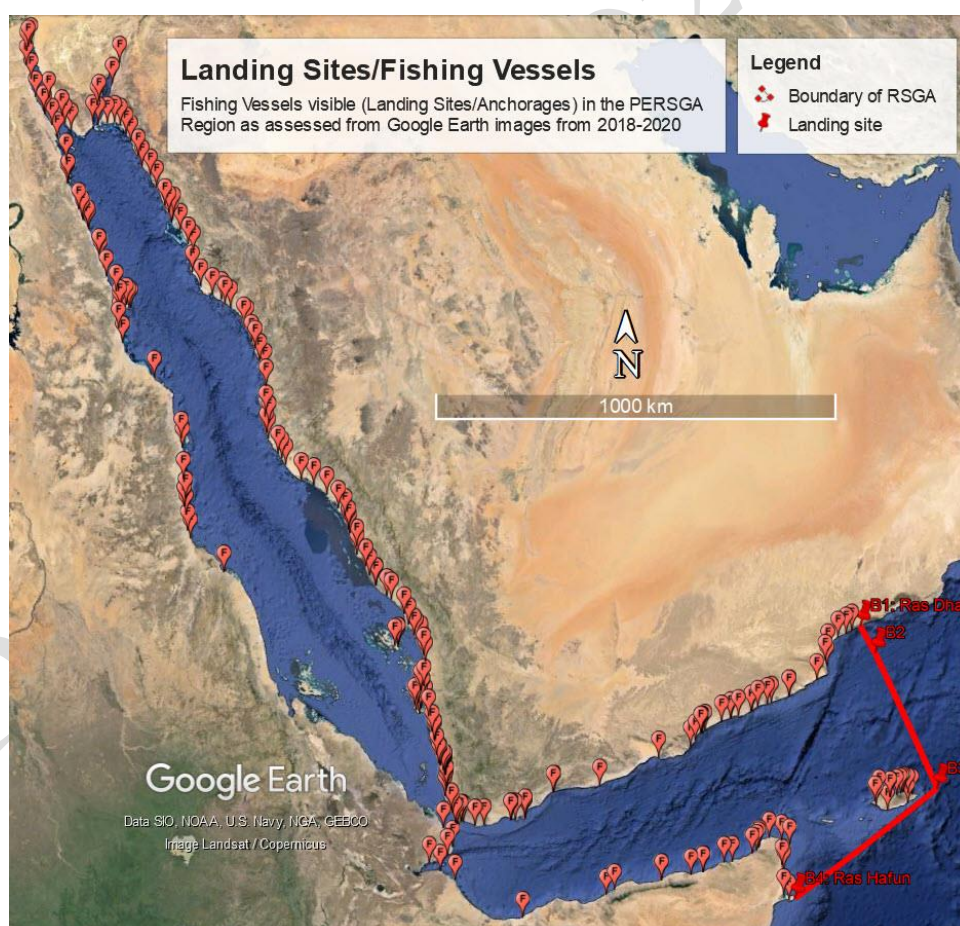 Landing Sites/Fishing Vessels
Fishing Vessels visible (Landing Sites/Anchorages) in the PERSGA
Region as assessed from Google Earth images from 2018-2020
Legend
Boundary of RSGA
Landing site
N
1000 km
B1: Ras Dha
B2
B4: Ras Hafun
Google Earth
Data SIO, NOAA, U.S. Navy, NGA, GEBCO
Image Landsat / Copernicus